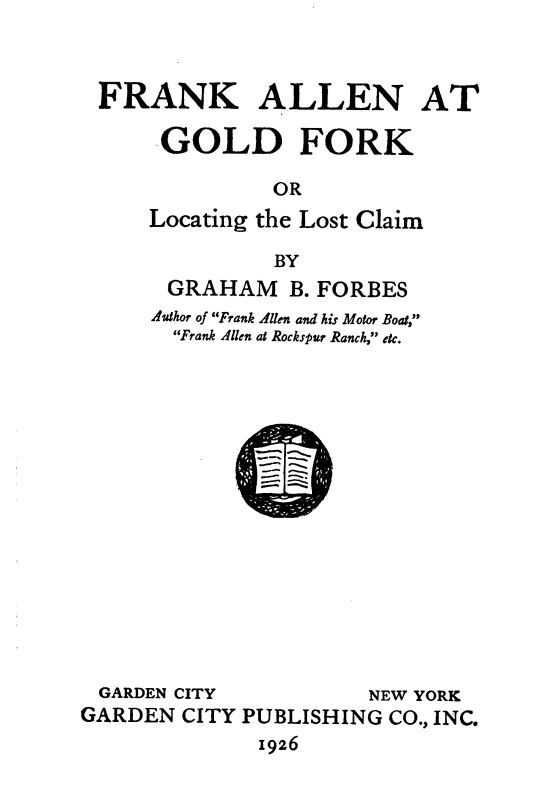 FRANK ALLEN AT
GOLD FORK
OR
Locating the Lost Claim
BY
GRAHAM B. FORBES
Author of “Frank Allen and his Motor Boat,”
“Frank Allen at Rockspur Ranch,” etc.
GARDEN CITY NEW YORK
GARDEN CITY PUBLISHING CO., INC.
1926